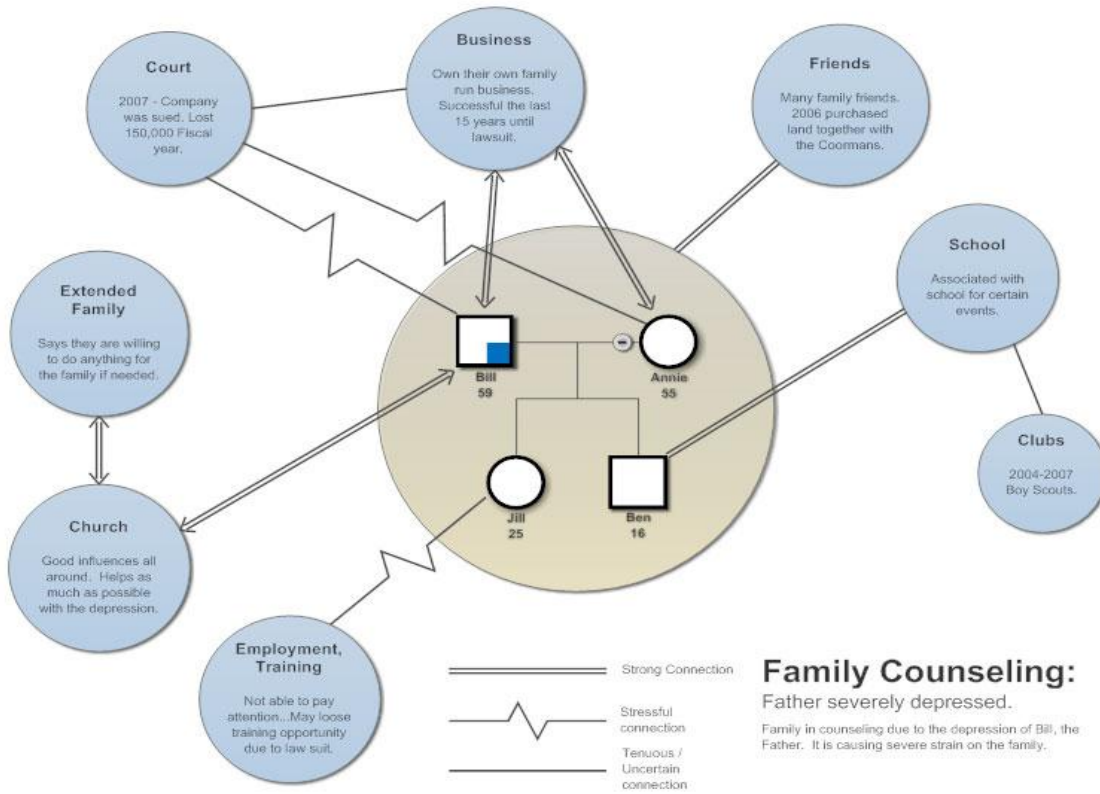 Court
2007 - Company
was sued. Lost
150,000 Fiscal
year.
Business
Own their own family
run business.
Successful the last
15 years until
lawsuit.
Friends
Many family friends.
2006 purchased
land together with
the Coormans.
School
Associated with
school for certain
events.
Extended
Family
Says they are willing
to do anything for
the family if needed.
Bill
59
Annie
55
Clubs
2004-2007
Boy Scouts.
Church
Good influences all
around. Helps as
much as possible
with the depression.
Jill
25
Ben
16
Employment,
Training
Not able to pay
attention...May loose
training opportunity
due to law suit.
Strong Connection
Stressful
connection
Tenuous /
Uncertain
connection
Family Counseling:
Father severely depressed.
Family in counseling due to the depression of Bill, the
Father. It is causing severe strain on the family.